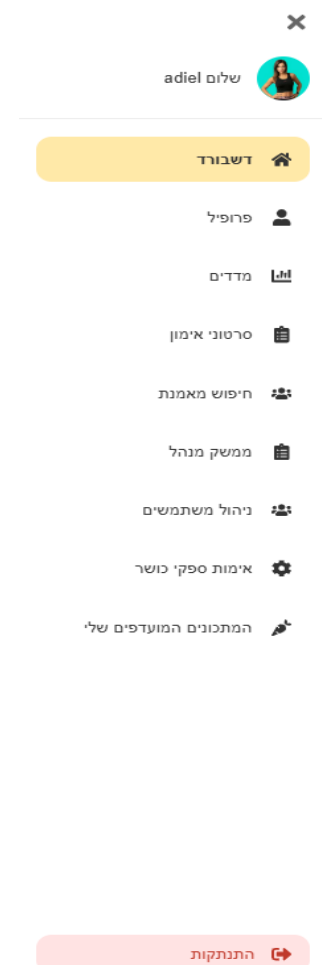 שלום adiel
דשבורד
פרופיל
מדדים
סרטוני אימון
חיפוש מאמנת
ממשק מנהל
ניהול משתמשים
אימות ספקי כושר
המתכונים המועדפים שלי
התנתקות